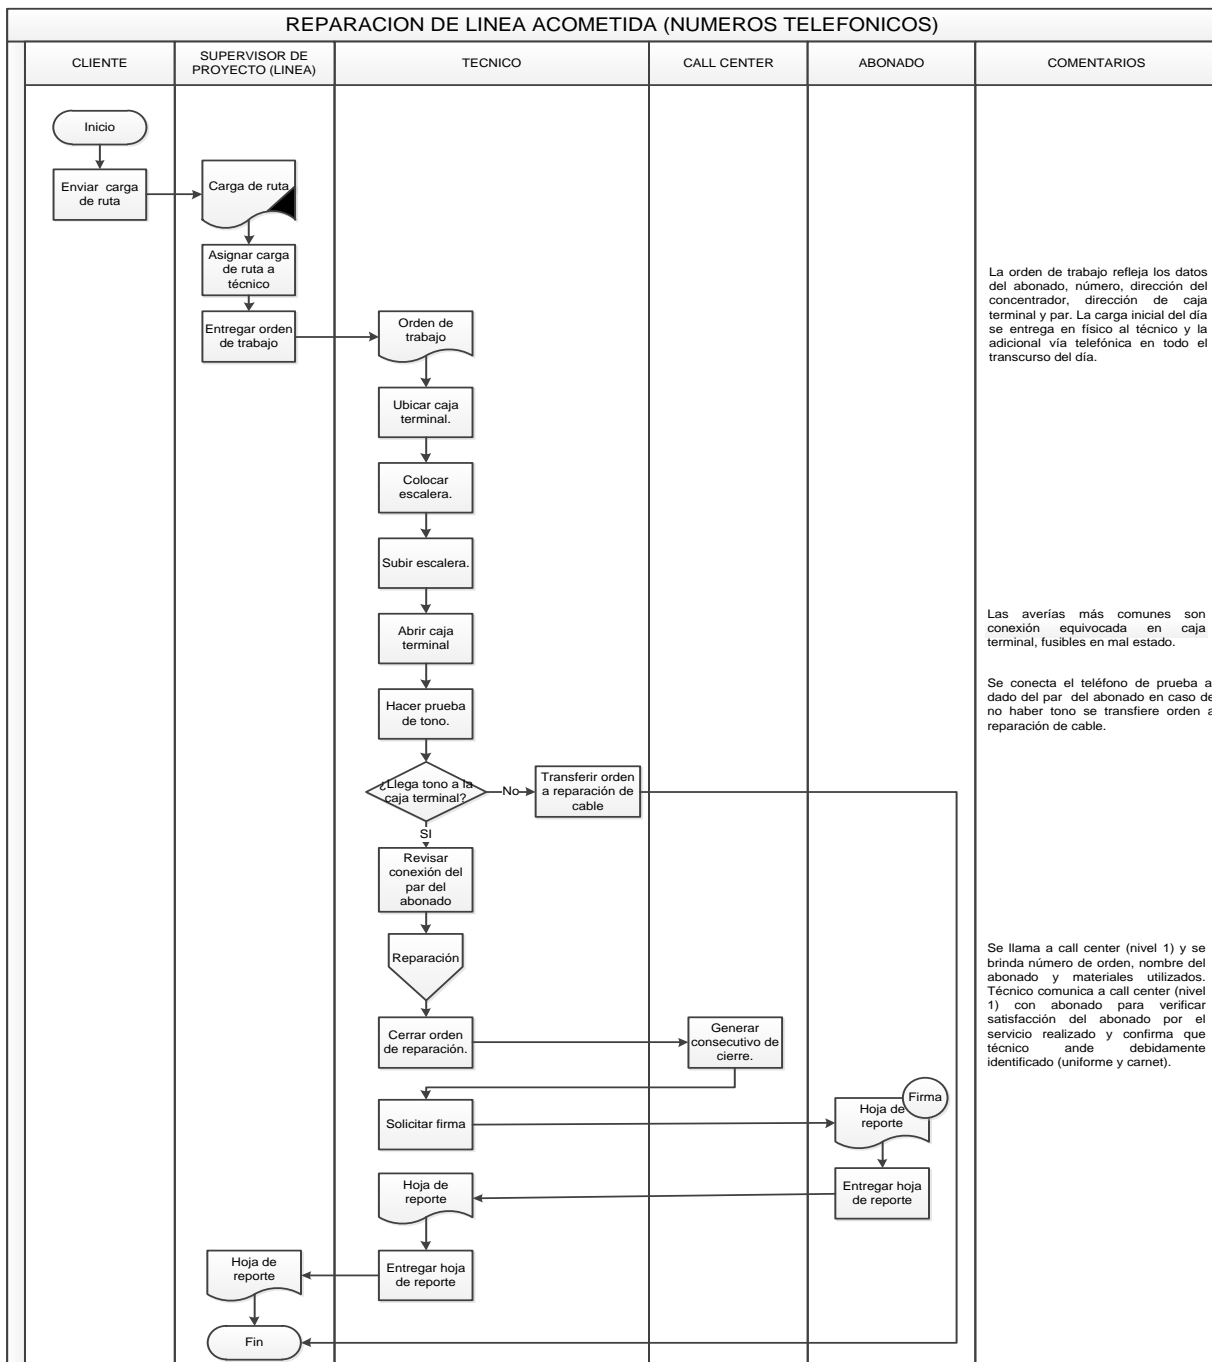 REPARACION DE LINEA ACOMETIDA (NUMEROS TELEFONICOS)
CLIENTE
SUPERVISOR DE
PROYECTO (LINEA)
TECNICO
CALL CENTER
ABONADO
COMENTARIOS
Inicio
Enviar carga
de ruta
Carga de ruta
Asignar carga
de ruta a
técnico
Entregar orden
de trabajo
Orden de
trabajo
La orden de trabajo refleja los datos
del abonado, número, dirección del
concentrador, dirección de caja
terminal y par. La carga inicial del día
se entrega en físico al técnico y la
adicional vía telefónica en todo el
transcurso del día.
Ubicar caja
terminal.
Colocar
escalera.
Subir escalera.
Abrir caja
terminal
Las averías más comunes son
conexión equivocada en caja
terminal, fusibles en mal estado.
Hacer prueba
de tono.
Se conecta el teléfono de prueba a
dado del par del abonado en caso de
no haber tono se transfiere orden a
reparación de cable.
¿Llega tono a la
caja terminal?
No
Transferir orden
a reparación de
cable
SI
Revisar
conexión del
par del
abonado
Reparación
Cerrar orden
de reparación.
Generar
consecutivo de
cierre.
Se llama a call center (nivel 1) y se
brinda número de orden, nombre del
abonado y materiales utilizados.
Técnico comunica a call center (nivel
1) con abonado para verificar
satisfacción del abonado por el
servicio realizado y confirma que
técnico ande debidamente
identificado (uniforme y carnet).
Solicitar firma
Firma
Hoja de
reporte
Entregar hoja
de reporte
Hoja de
reporte
Entregar hoja
de reporte
Hoja de
reporte
Fin